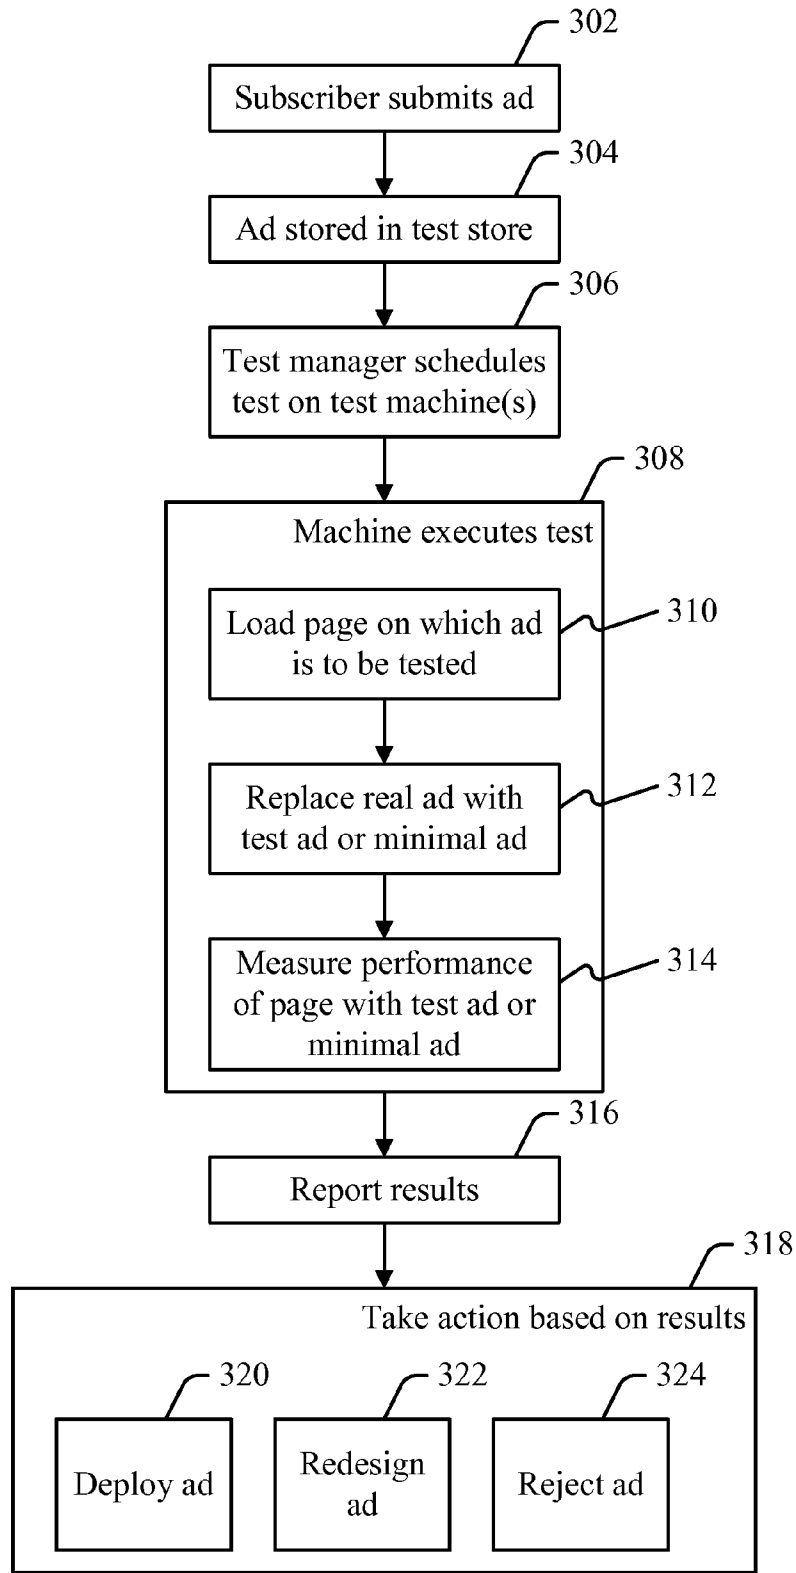 302
Subscriber submits ad
304
Ad stored in test store
306
Test manager schedules
test on test machine(s)
308
Machine executes test
310
Load page on which ad
is to be tested
312
Replace real ad with
test ad or minimal ad
314
Measure performance
of page with test ad or
minimal ad
316
Report results
318
Take action based on results
320
Deploy ad
322
Redesign
ad
324
Reject ad